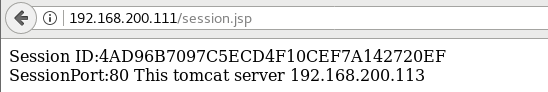 192.168.200.111/session.jsp
Session ID:4AD96B7097C5ECD4F10CEF7A142720EF
SessionPort:80 This tomcat server 192.168.200.113